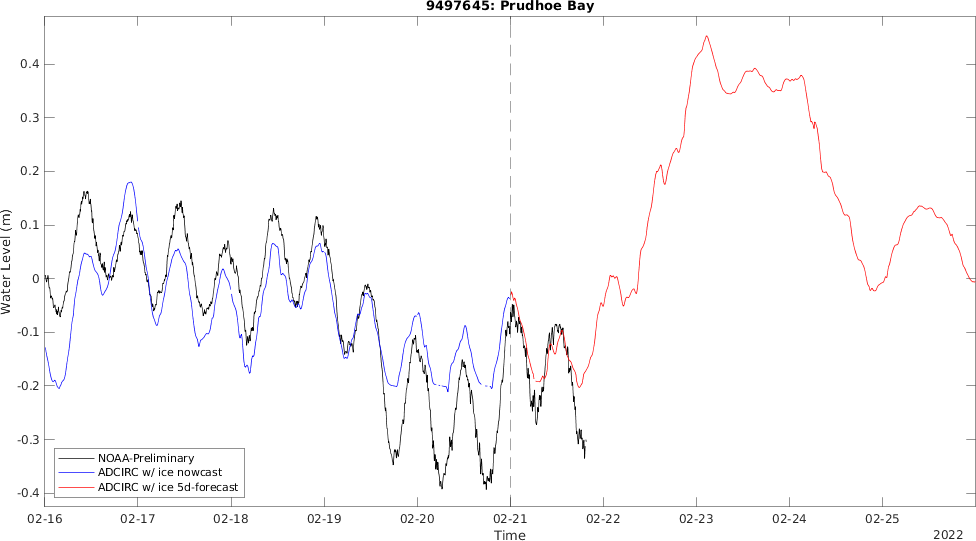 9497645: Prudhoe Bay
Water Level (m)
0.4
0.3
0.2
0.1
0
-0.1
-0.2
-0.3
-0.4
NOAA-Preliminary
ADCIRC w/ ice nowcast
ADCIRC w/ ice 5d-forecast
02-16 02-17 02-18 02-19 02-20 02-21 02-22 02-23 02-24 02-25
Time
2022